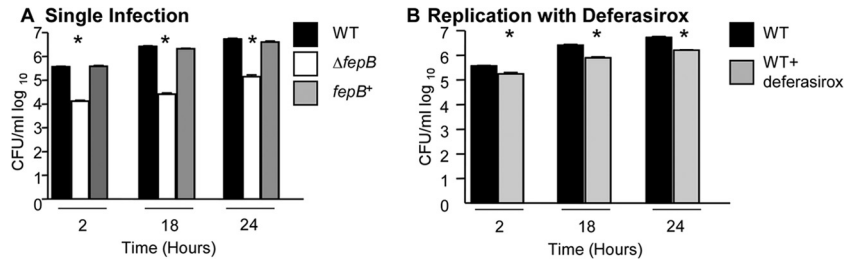 A Single Infection
7
6
5
4
3
2
1
0
CFU/ml log 10
* * *
2 18 24
Time (Hours)
WT
ΔfepB
fepB+
B Replication with Deferasirox
7
6
5
4
3
2
1
0
CFU/ml log 10
* * *
2 18 24
Time (Hours)
WT
WT+
deferasirox